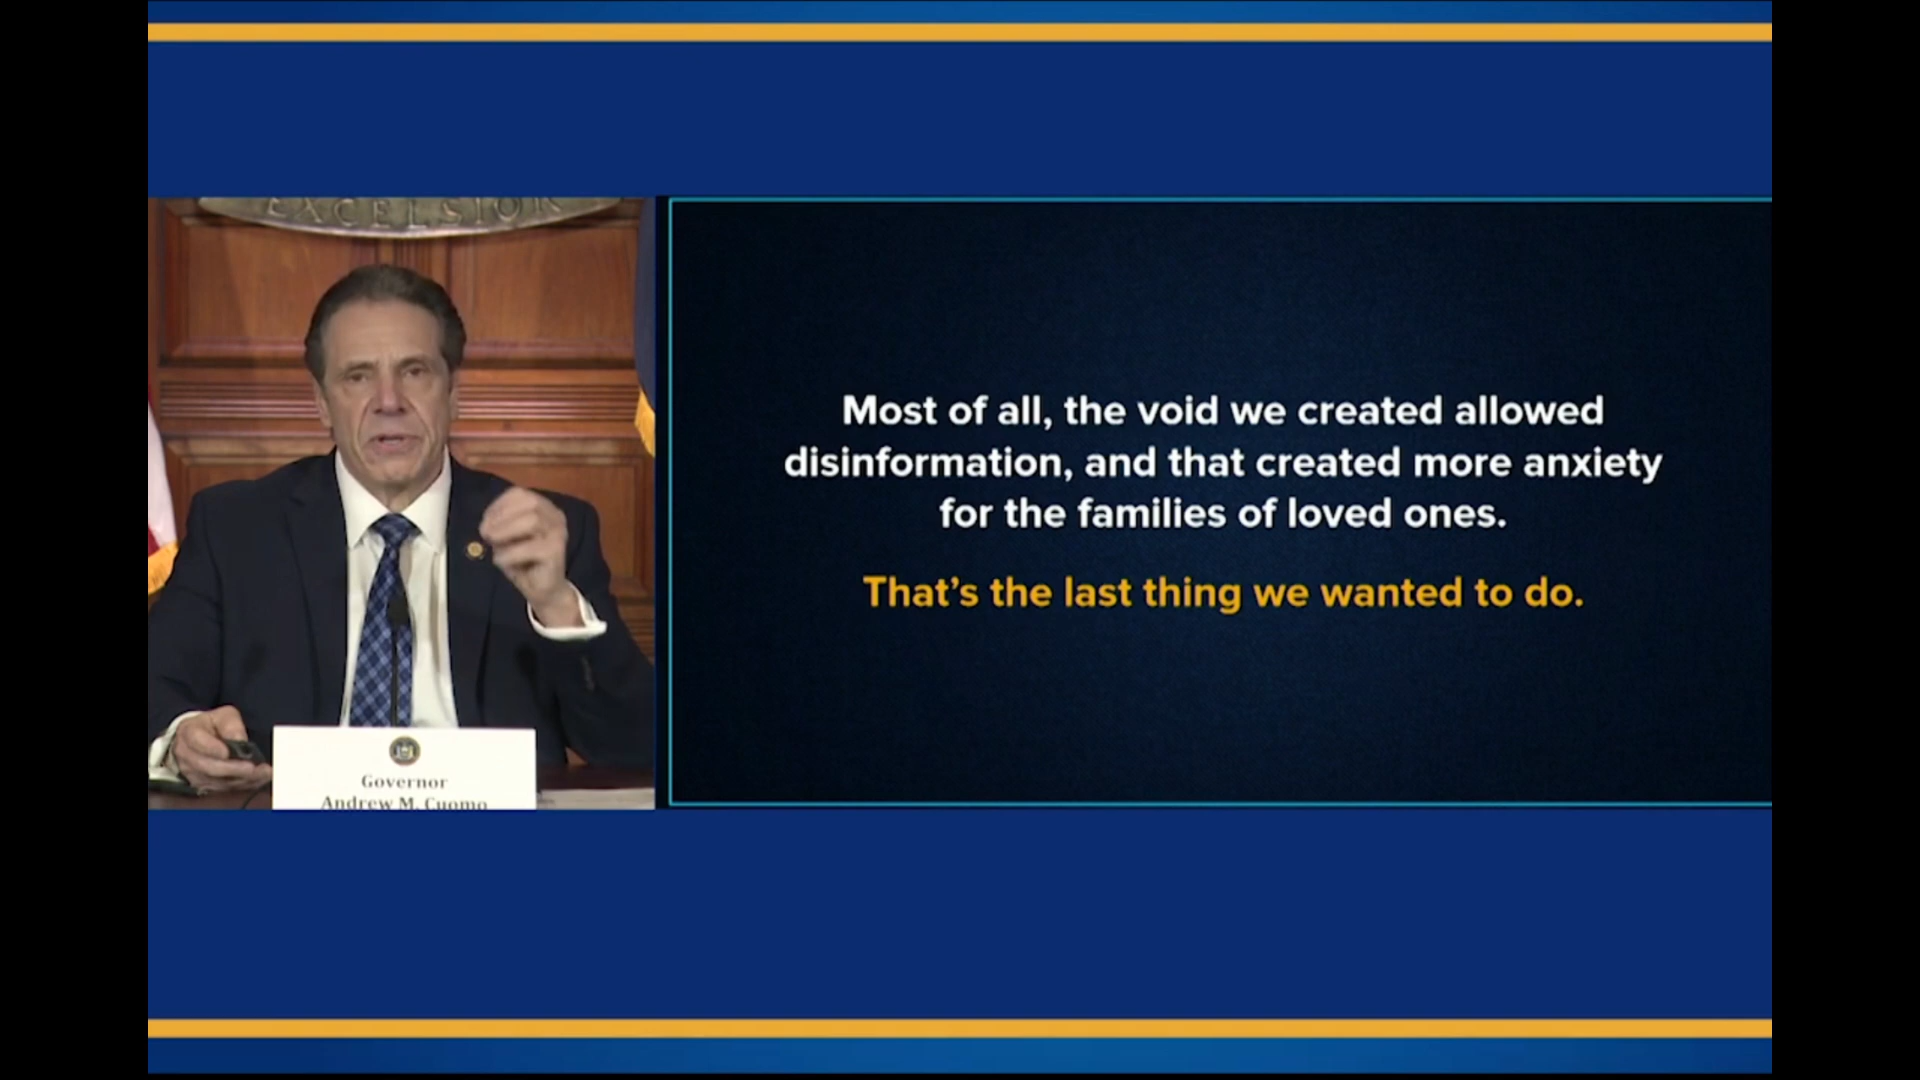 EXCELSIOR
Governor
Andrew M. Cuomo
Most of all, the void we created allowed
disinformation, and that created more anxiety
for the families of loved ones.
That’s the last thing we wanted to do.